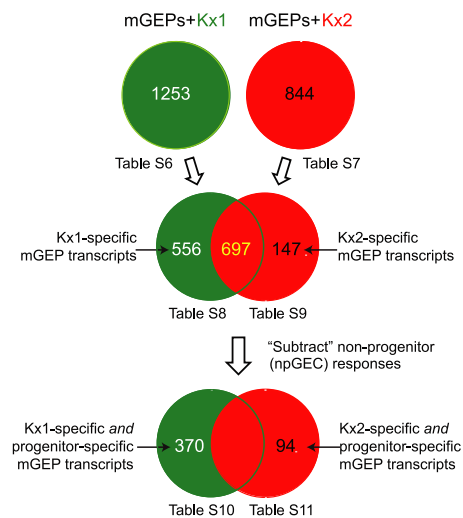 mGEPs+Kx1 mGEPs+Kx2
1253 844
Table S6 Table S7
Kx1-specific
mGEP transcripts
556 697 147
Kx2-specific
mGEP transcripts
Table S8 Table S9
“Subtract” non-progenitor
(npGEC) responses
Kx1-specific and
progenitor-specific
mGEP transcripts
370 94
Kx2-specific and
progenitor-specific
mGEP transcripts
Table S10 Table S11